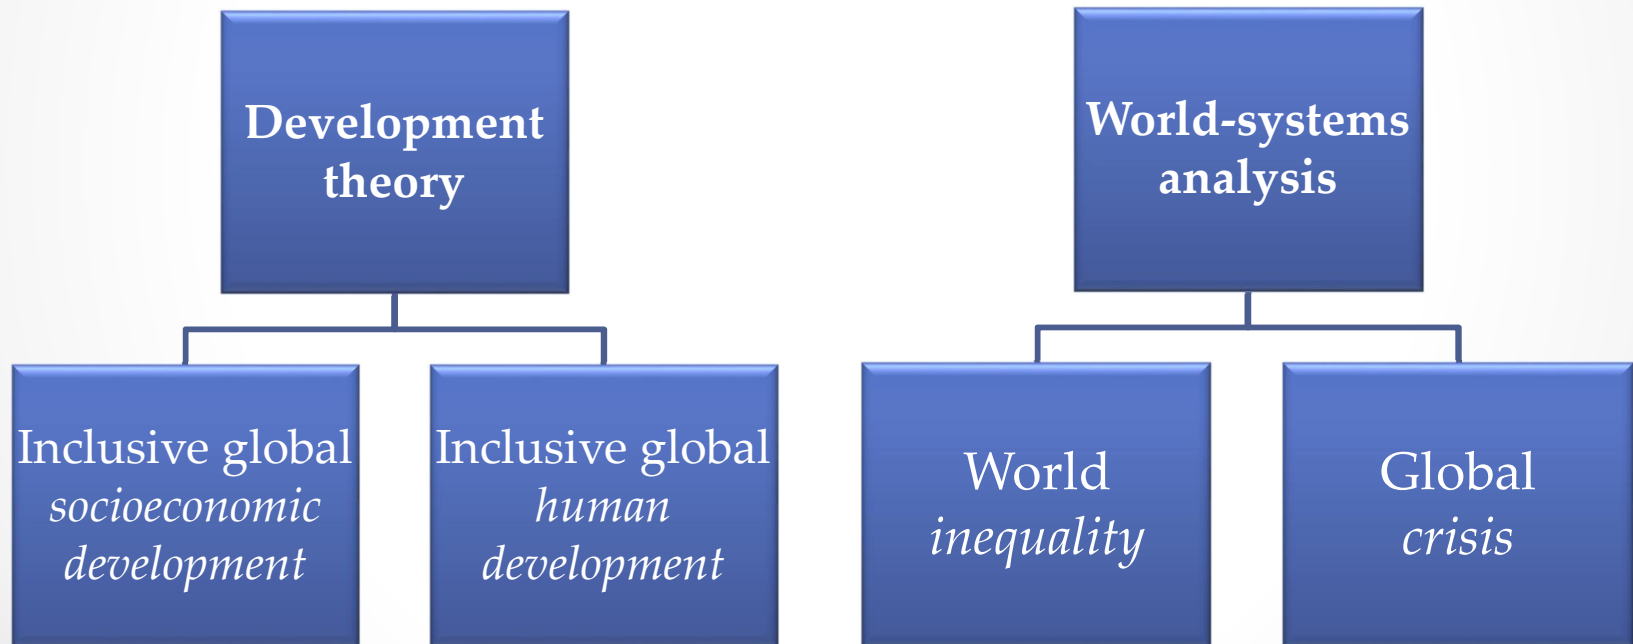 Development
theory
World-systems
analysis
Inclusive global
socioeconomic
development
Inclusive global
human
development
World
inequality
Global
crisis